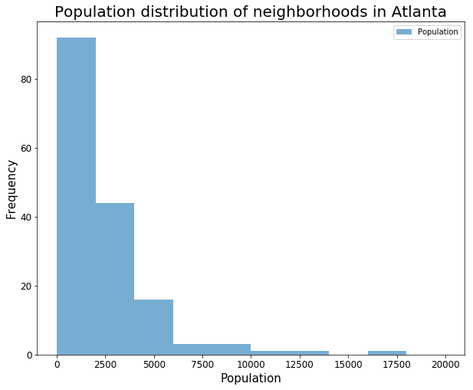 Population distribution of neighborhoods in Atlanta
Population
80
60
40
20
0
Frequency
0 2500 5000 7500 10000 12500 15000 17500 20000
Population